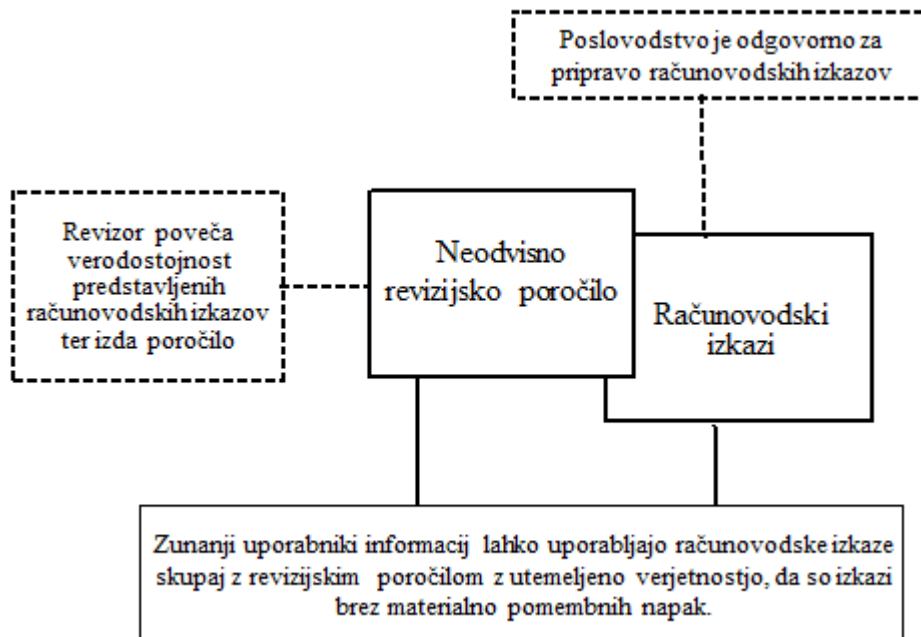 Poslovodstvo je odgovorno za
pripravo računovodskih izkazov
Revizor poveča
verodostojnost
predstavljenih
računovodskih izkazov
ter izda poročilo
Neodvisno
revizijsko poročilo
Računovodski
izkazi
Zunanji uporabniki informacij lahko uporabljajo računovodske izkaze
skupaj z revizijskim poročilom z utemeljeno verjetnostjo, da so izkazi
brez materialno pomembnih napak.